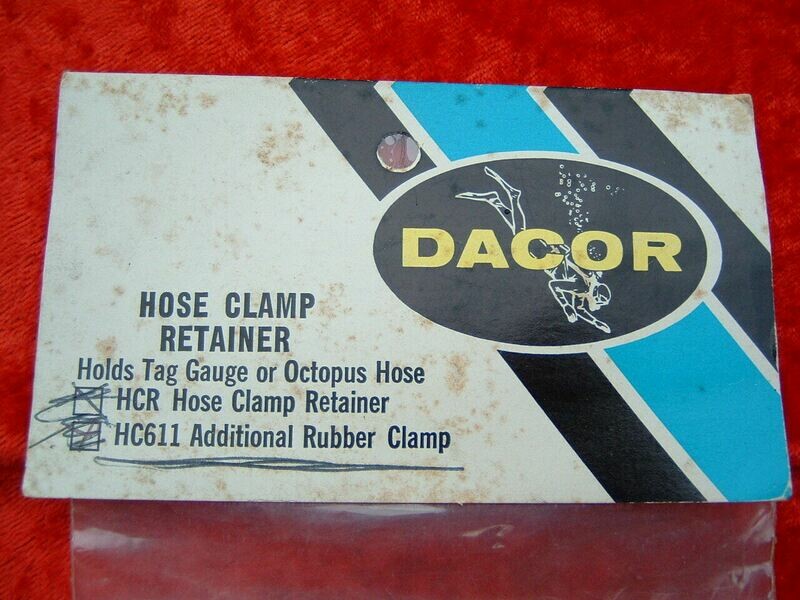 DACOR
HOSE CLAMP
RETAINER
Holds Tag Gauge or Octopus Hose
HCR Hose Clamp Retainer
HC611 Additional Rubber Clamp